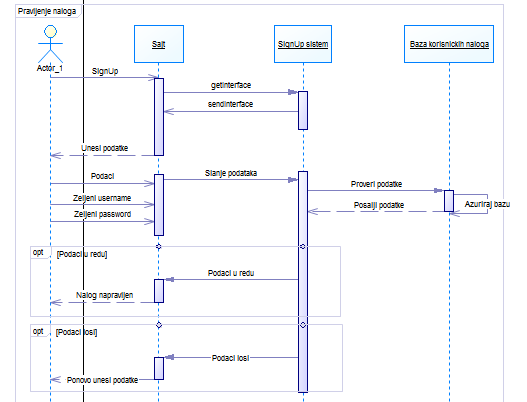 Pravljenje naloga
Sajt
SignUp sistem
Baza korisnickih naloga
Actor_1
SignUp
getInterface
sendInterface
Unesi podatke
Podaci
Slanje podataka
Proveri podatke
Zeljeni username
Posalji podatke
Azuriraj bazu
Zeljeni password
opt
[Podaci u redu]
Podaci u redu
Nalog napravljen
opt
[Podaci losi]
Podaci losi
Ponovo unesi podatke